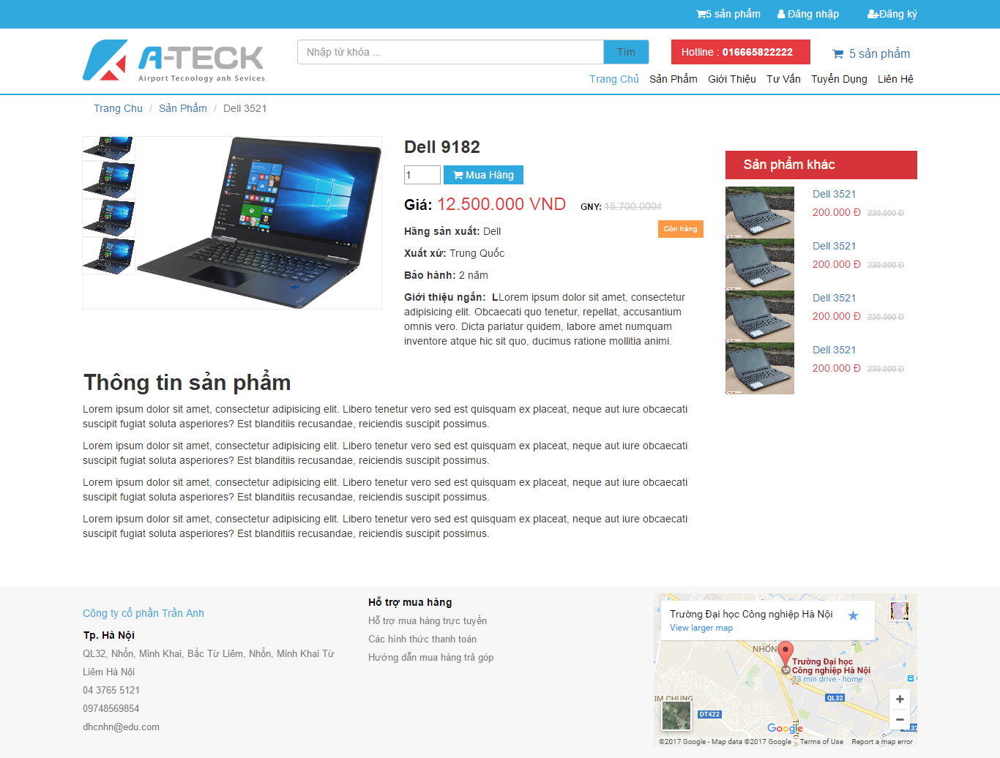 5 sản phẩm Đăng nhập Đăng ký
A-TECK
Airport Tecnology anh Sevices
Nhập từ khóa ... Tìm
Hotline : 016665822222
5 sản phẩm
Trang Chủ Sản Phẩm Giới Thiệu Tư Vấn Tuyển Dụng Liên Hệ
Trang Chu / Sản Phẩm / Dell 3521
Dell 9182
1 Mua Hàng
Giá: 12.500.000 VND GNY: 15.700.000₫
Còn hàng
Hãng sản xuất: Dell
Xuất xứ: Trung Quốc
Bảo hành: 2 năm
Giới thiệu ngắn: LLorem ipsum dolor sit amet, consectetur
adipisicing elit. Obcaecati quo tenetur, repellat, accusantium
omnis vero. Dicta pariatur quidem, labore amet numquam
inventore atque hic sit quo, ducimus ratione mollitia animi.
Sản phẩm khác
Dell 3521
200.000 Đ 230.000 Đ
Dell 3521
200.000 Đ 230.000 Đ
Dell 3521
200.000 Đ 230.000 Đ
Dell 3521
200.000 Đ 230.000 Đ
Thông tin sản phẩm
Lorem ipsum dolor sit amet, consectetur adipisicing elit. Libero tenetur vero sed est quisquam ex placeat, neque aut iure obcaecati
suscipit fugiat soluta asperiores? Est blanditiis recusandae, reiciendis suscipit possimus.
Lorem ipsum dolor sit amet, consectetur adipisicing elit. Libero tenetur vero sed est quisquam ex placeat, neque aut iure obcaecati
suscipit fugiat soluta asperiores? Est blanditiis recusandae, reiciendis suscipit possimus.
Lorem ipsum dolor sit amet, consectetur adipisicing elit. Libero tenetur vero sed est quisquam ex placeat, neque aut iure obcaecati
suscipit fugiat soluta asperiores? Est blanditiis recusandae, reiciendis suscipit possimus.
Lorem ipsum dolor sit amet, consectetur adipisicing elit. Libero tenetur vero sed est quisquam ex placeat, neque aut iure obcaecati
suscipit fugiat soluta asperiores? Est blanditiis recusandae, reiciendis suscipit possimus.
Công ty cổ phần Trần Anh
Tp. Hà Nội
QL32, Nhổn, Minh Khai, Bắc Từ Liêm, Nhổn, Minh Khai Từ
Liêm Hà Nội
04 3765 5121
09748569854
dhcnhn@edu.com
Hỗ trợ mua hàng
Hỗ trợ mua hàng trực tuyến
Các hình thức thanh toán
Hướng dẫn mua hàng trả góp
Trường Đại học Công nghiệp Hà Nội
View larger map
NHỔN
Trường Đại học
Công nghiệp Hà Nội
33 min drive - home
QL32
DT422
Google
©2017 Google - Map data ©2017 Google Terms of Use Report a map error